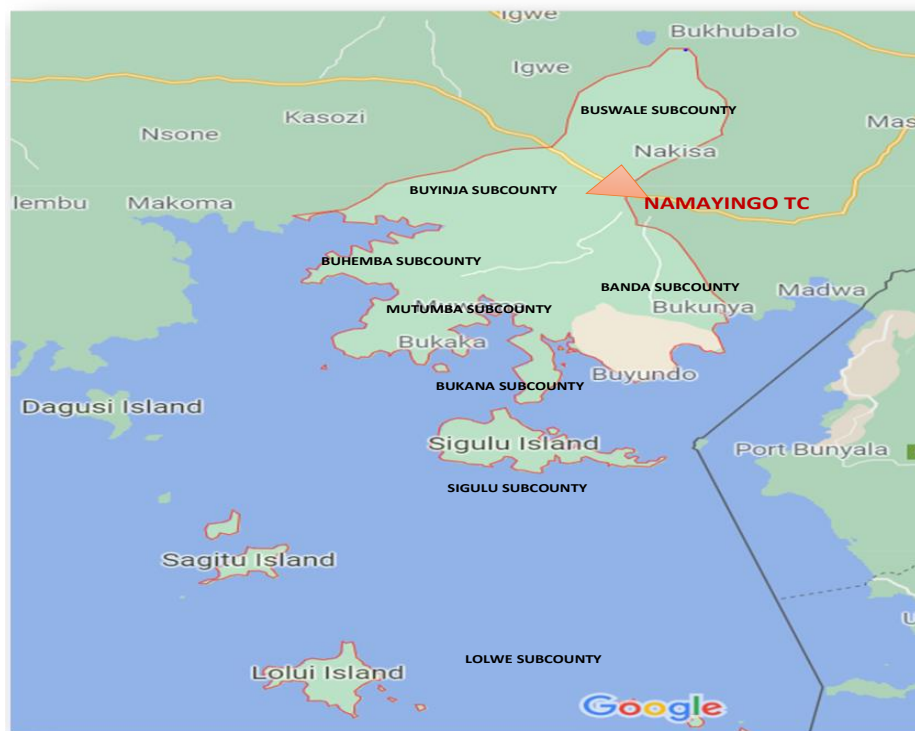 Igwe
Bukhubalo
Igwe
BUSWALE SUBCOUNTY
Kasozi
Mas
Nsone
Nakisa
BUYINJA SUBCOUNTY
lembu
Makoma
NAMAYINGO TC
BUHEMBA SUBCOUNTY
BANDA SUBCOUNTY
Madwa
MUTUMBA SUBCOUNTY
Bukunya
Bukaka
Buyundo
BUKANA SUBCOUNTY
Dagusi Island
Sigulu Island
Port Bunyala
SIGULU SUBCOUNTY
Sagitu Island
LOLWE SUBCOUNTY
Lolui Island
Google